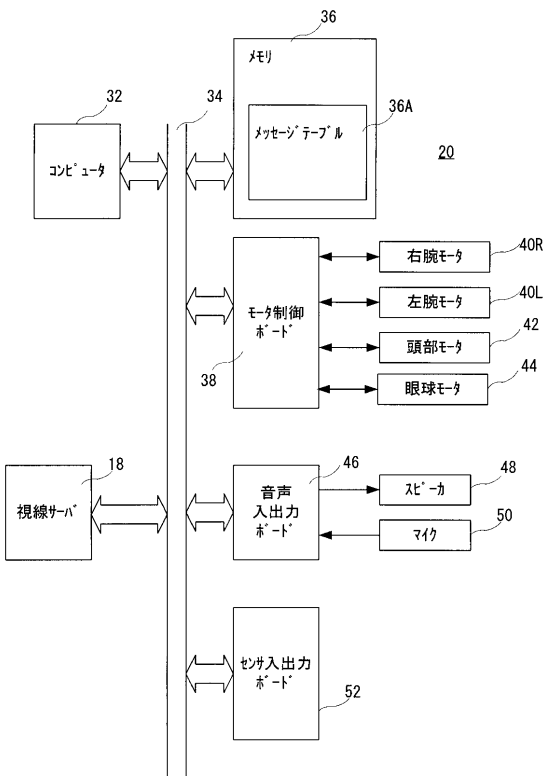 36
メモリ
34
32
36A
メッセージテーブル
20
コンピュータ
40R
右腕モータ
40L
左腕モータ
モータ制御
ボード
42
頭部モータ
38
44
眼球モータ
18
視線サーバ
46
音声
入出力
ボード
48
スピーカ
50
マイク
センサ入出力
ボード
52